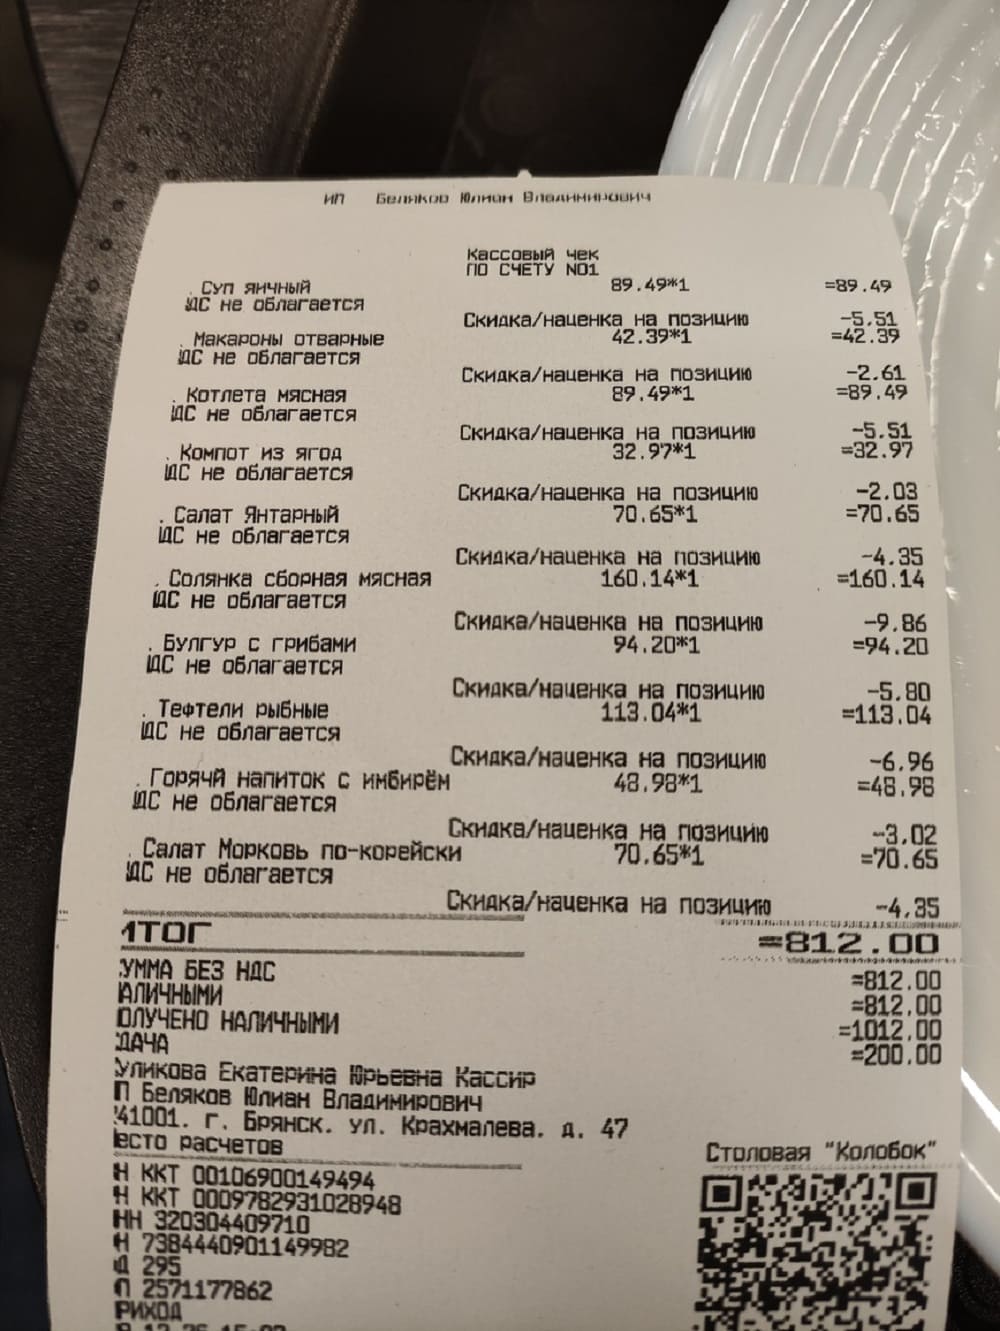 ИП Беляков Юлиан Владимирович
Кассовый чек
ПО СЧЕТУ NO1
. Суп яичный 89.49*1 =89.49
ДС не облагается
Скидка/наценка на позицию -5.51
. Макароны отварные 42.39*1 =42.39
ДС не облагается
Скидка/наценка на позицию -2.61
. Котлета мясная 89.49*1 =89.49
ДС не облагается
Скидка/наценка на позицию -5.51
. Компот из ягод 32.97*1 =32.97
ДС не облагается
Скидка/наценка на позицию -2.03
. Салат Янтарный 70.65*1 =70.65
ДС не облагается
Скидка/наценка на позицию -4.35
. Солянка сборная мясная 160.14*1 =160.14
ДС не облагается
Скидка/наценка на позицию -9.86
. Булгур с грибами 94.20*1 =94.20
ДС не облагается
Скидка/наценка на позицию -5.80
. Тефтели рыбные 113.04*1 =113.04
ДС не облагается
Скидка/наценка на позицию -6.96
. Горячй напиток с имбирём 48.98*1 =48.98
ДС не облагается
Скидка/наценка на позицию -3.02
. Салат Морковь по-корейски 70.65*1 =70.65
ДС не облагается
Скидка/наценка на позицию -4.35
ИТОГ =812.00
УММА БЕЗ НДС =812.00
АЛИЧНЫМИ =812.00
ОЛУЧЕНО НАЛИЧНЫМИ =1012.00
ДАЧА =200.00
уликова Екатерина Юрьевна Кассир
П Беляков Юлиан Владимирович
41001. г. Брянск. ул. Крахмалева. д. 47
есто расчетов Столовая "Колобок"
Н ККТ 00106900149494
Н ККТ 0009782931028948
НН 320304409710
Н 7384440901149982
Д 295
П 2571177862
РИХОД